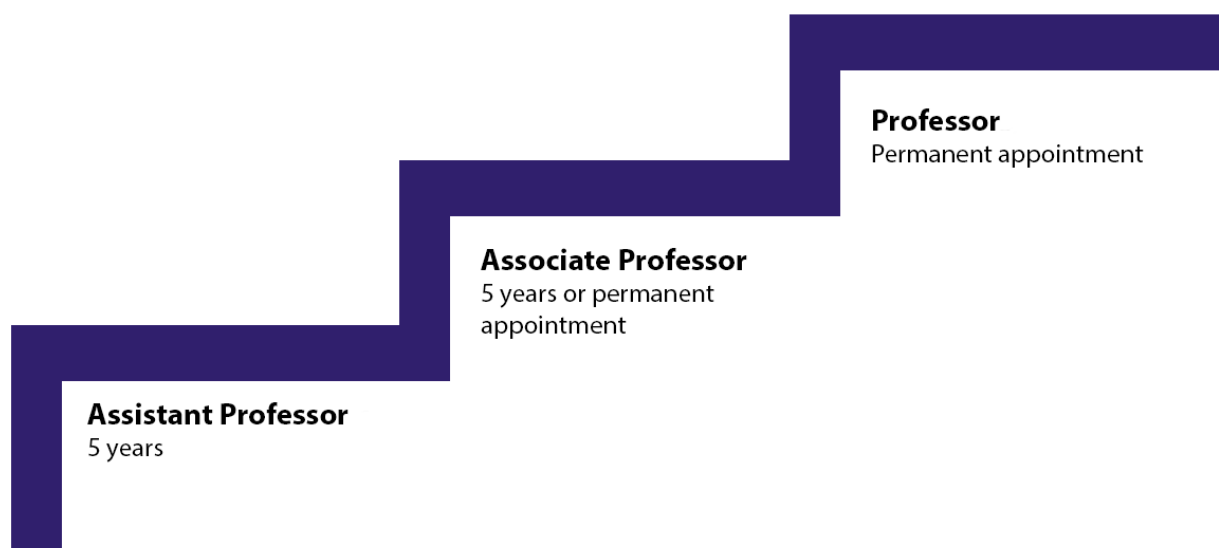 Professor
Permanent appointment
Associate Professor
5 years or permanent
appointment
Assistant Professor
5 years